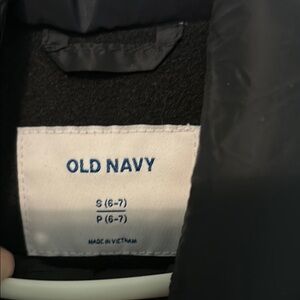 OLD NAVY
S (6-7)
P (6-7)
MADE IN VIETNAM